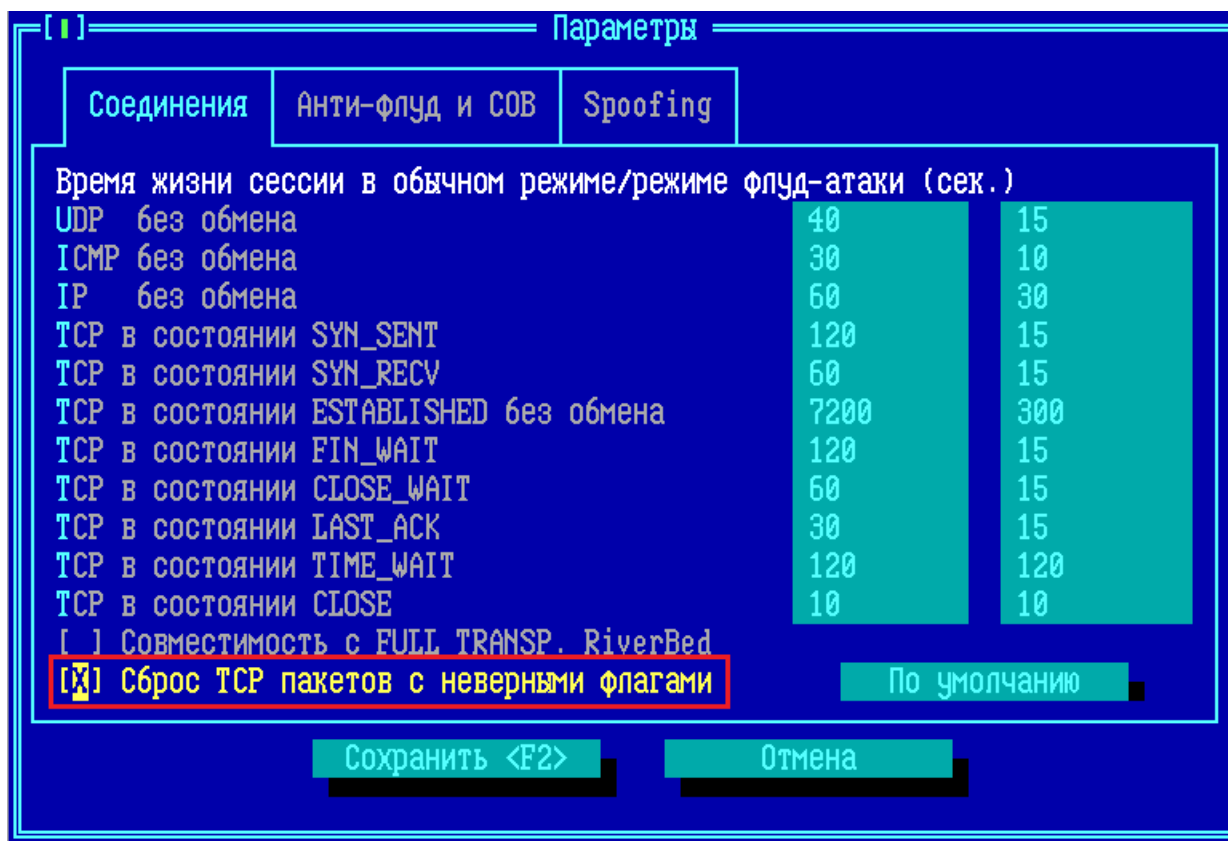 [▮] Параметры
Соединения Анти-флуд и СОВ Spoofing
Время жизни сессии в обычном режиме/режиме флуд-атаки (сек.)
UDP без обмена 40 15
ICMP без обмена 30 10
IP без обмена 60 30
TCP в состоянии SYN_SENT 120 15
TCP в состоянии SYN_RECV 60 15
TCP в состоянии ESTABLISHED без обмена 7200 300
TCP в состоянии FIN_WAIT 120 15
TCP в состоянии CLOSE_WAIT 60 15
TCP в состоянии LAST_ACK 30 15
TCP в состоянии TIME_WAIT 120 120
TCP в состоянии CLOSE 10 10
[ ] Совместимость с FULL TRANSP. RiverBed
[X] Сброс TCP пакетов с неверными флагами По умолчанию
Сохранить <F2> Отмена